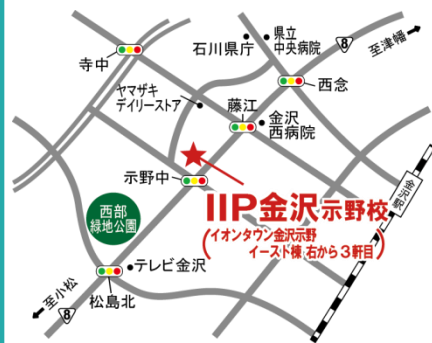 県立
中央病院
石川県庁
8
至津幡
寺中
西念
ヤマザキ
デイリーストア
藤江
金沢
西病院
示野中
金沢駅
西部
緑地公園
IIP金沢示野校
(イオンタウン金沢示野
イースト棟 右から3軒目)
テレビ金沢
至小松
松島北
8